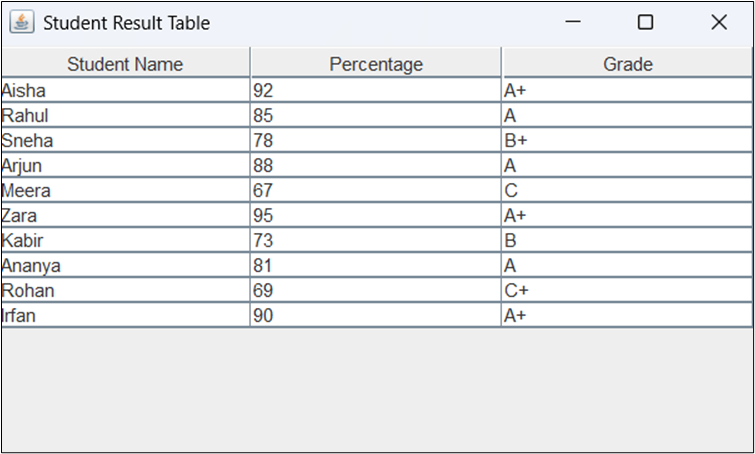 Student Result Table
Student Name Percentage Grade
Aisha 92 A+
Rahul 85 A
Sneha 78 B+
Arjun 88 A
Meera 67 C
Zara 95 A+
Kabir 73 B
Ananya 81 A
Rohan 69 C+
Irfan 90 A+